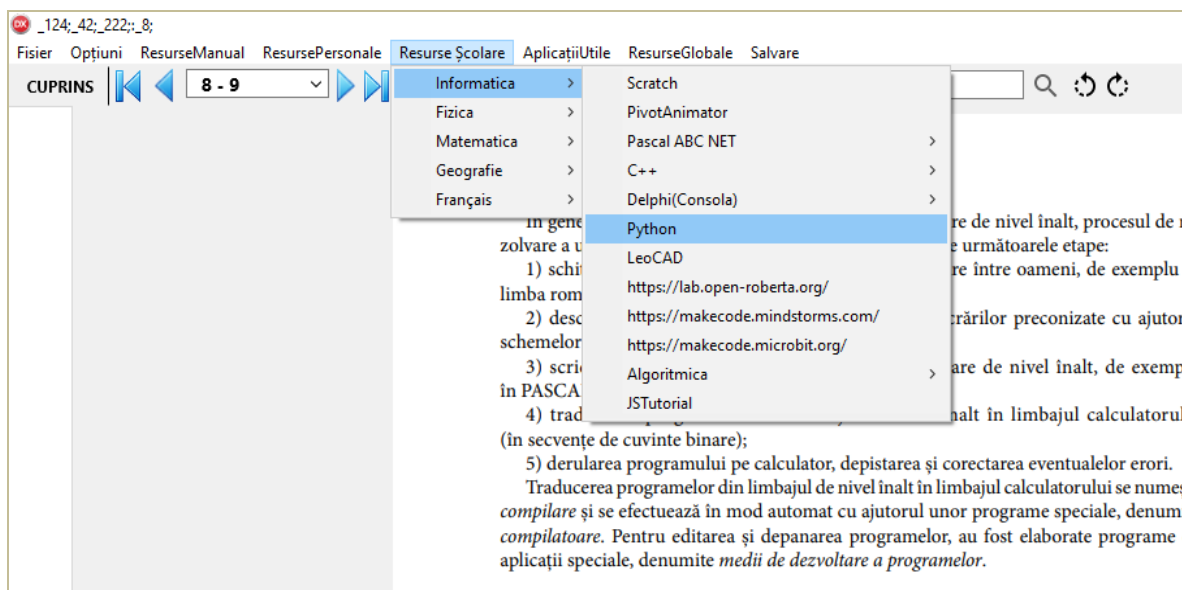 DX _124;_42;_222;:_8;
Fisier Opțiuni ResurseManual ResursePersonale Resurse Școlare AplicațiiUtile ResurseGlobale Salvare
CUPRINS 8 - 9
Informatica
Fizica
Matematica
Geografie
Français
Scratch
PivotAnimator
Pascal ABC NET
C++
Delphi(Consola)
Python
LeoCAD
https://lab.open-roberta.org/
https://makecode.mindstorms.com/
https://makecode.microbit.org/
Algoritmica
JSTutorial
În gene re de nivel înalt, procesul de r
zolvare a u e următoarele etape:
1) schi re între oameni, de exemplu
limba rom
2) desc crărilor preconizate cu ajutor
schemelor
3) scri are de nivel înalt, de exemp
în PASCA
4) trad nalt în limbajul calculatorul
(în secvențe de cuvinte binare);
5) derularea programului pe calculator, depistarea și corectarea eventualelor erori.
Traducerea programelor din limbajul de nivel înalt în limbajul calculatorului se numeș
compilare și se efectuează în mod automat cu ajutorul unor programe speciale, denumi
compilatoare. Pentru editarea și depanarea programelor, au fost elaborate programe
aplicații speciale, denumite medii de dezvoltare a programelor.